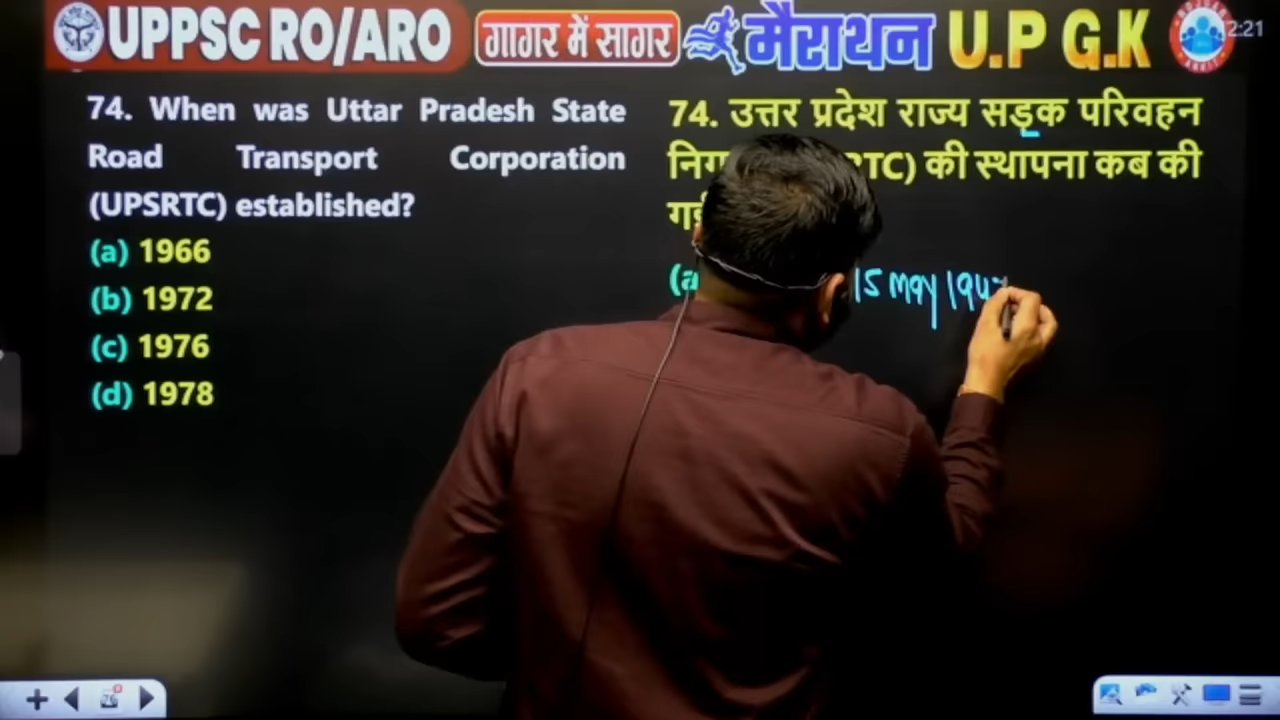 UPPSC RO/ARO
गागर में सागर
मैराथन U.P G.K
2:21
74. When was Uttar Pradesh State
Road Transport Corporation
(UPSRTC) established?
(a) 1966
(b) 1972
(c) 1976
(d) 1978
74. उत्तर प्रदेश राज्य सड़क परिवहन
की स्थापना कब की
15 May